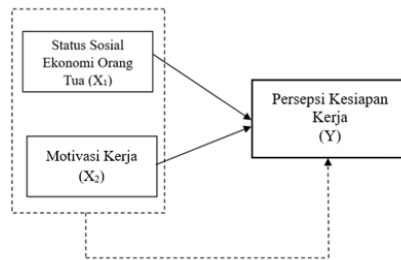 Status Sosial
Ekonomi Orang
Tua (X₁)
Motivasi Kerja
(X₂)
Persepsi Kesiapan
Kerja
(Y)